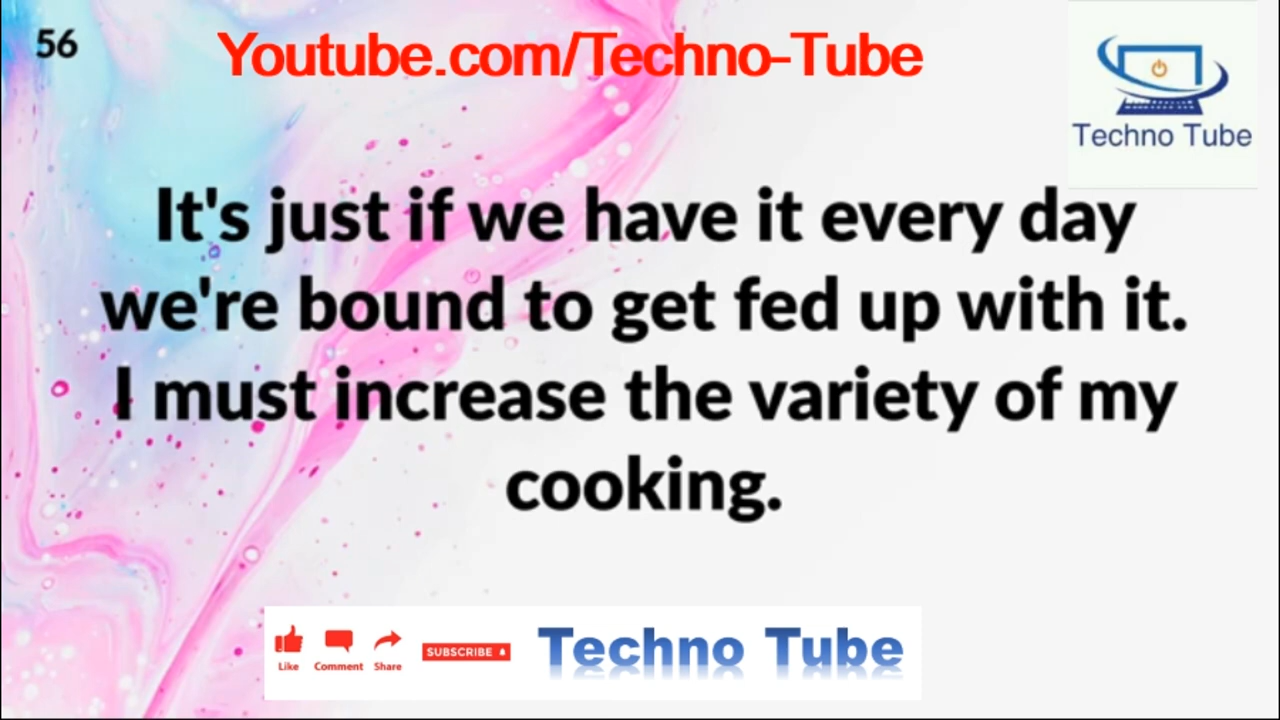 56
Youtube.com/Techno-Tube
Techno Tube
It's just if we have it every day
we're bound to get fed up with it.
I must increase the variety of my
cooking.
Like Comment Share
SUBSCRIBE
Techno Tube